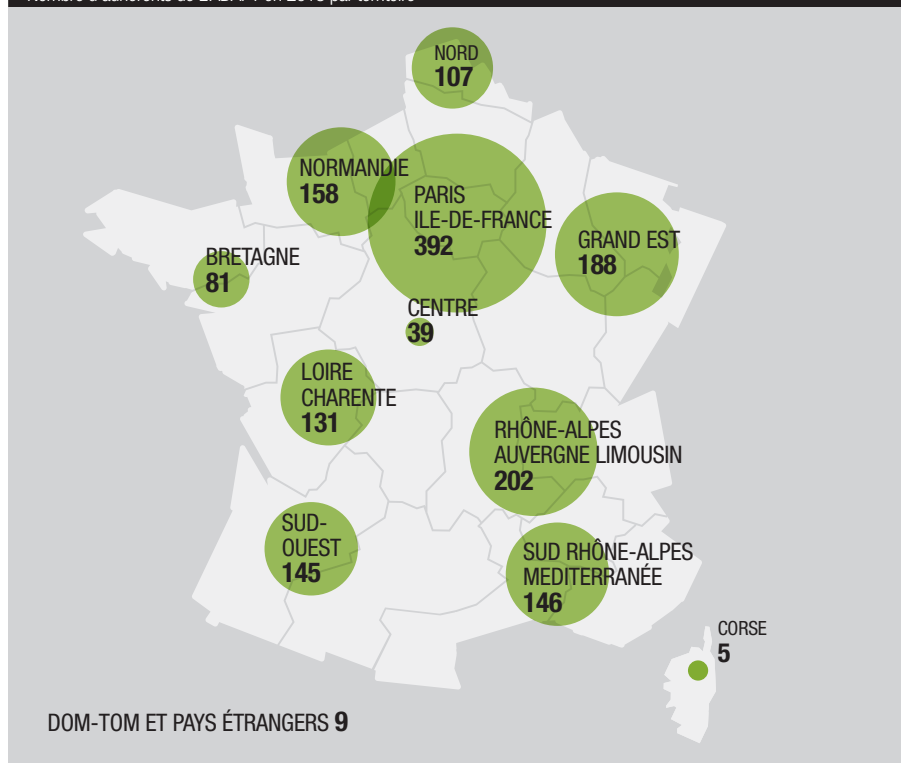 NORD
107
NORMANDIE
158
PARIS
ILE-DE-FRANCE
392
GRAND EST
188
BRETAGNE
81
CENTRE
39
LOIRE
CHARENTE
131
RHÔNE-ALPES
AUVERGNE LIMOUSIN
202
SUD-
OUEST
145
SUD RHÔNE-ALPES
MEDITERRANÉE
146
CORSE
5
DOM-TOM ET PAYS ÉTRANGERS 9